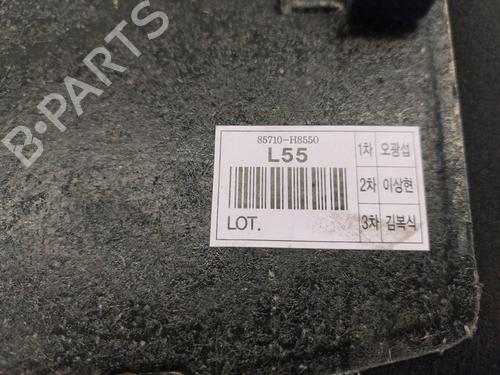 B-PARTS
85710-H8550
L55
LOT.
1차 오광섭
2차 이상현
3차 김복식